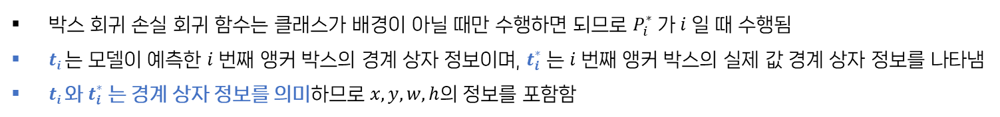 ▪ 박스 회귀 손실 회귀 함수는 클래스가 배경이 아닐 때만 수행하면 되므로 $P_i^*$ 가 $i$ 일 때 수행됨
▪ $t_i$는 모델이 예측한 $i$ 번째 앵커 박스의 경계 상자 정보이며, $t_i^*$ 는 $i$ 번째 앵커 박스의 실제 값 경계 상자 정보를 나타냄
▪ $t_i$와 $t_i^*$ 는 경계 상자 정보를 의미하므로 $x, y, w, h$의 정보를 포함함